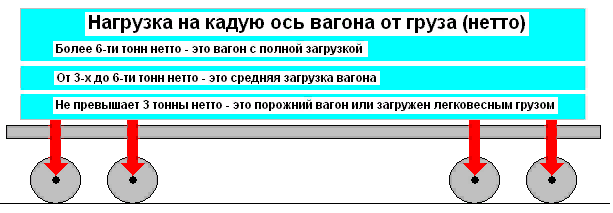 Нагрузка на кадую ось вагона от груза (нетто)
Более 6-ти тонн нетто - это вагон с полной загрузкой
От 3-х до 6-ти тонн нетто - это средняя загрузка вагона
Не превышает 3 тонны нетто - это порожний вагон или загружен легковесным грузом